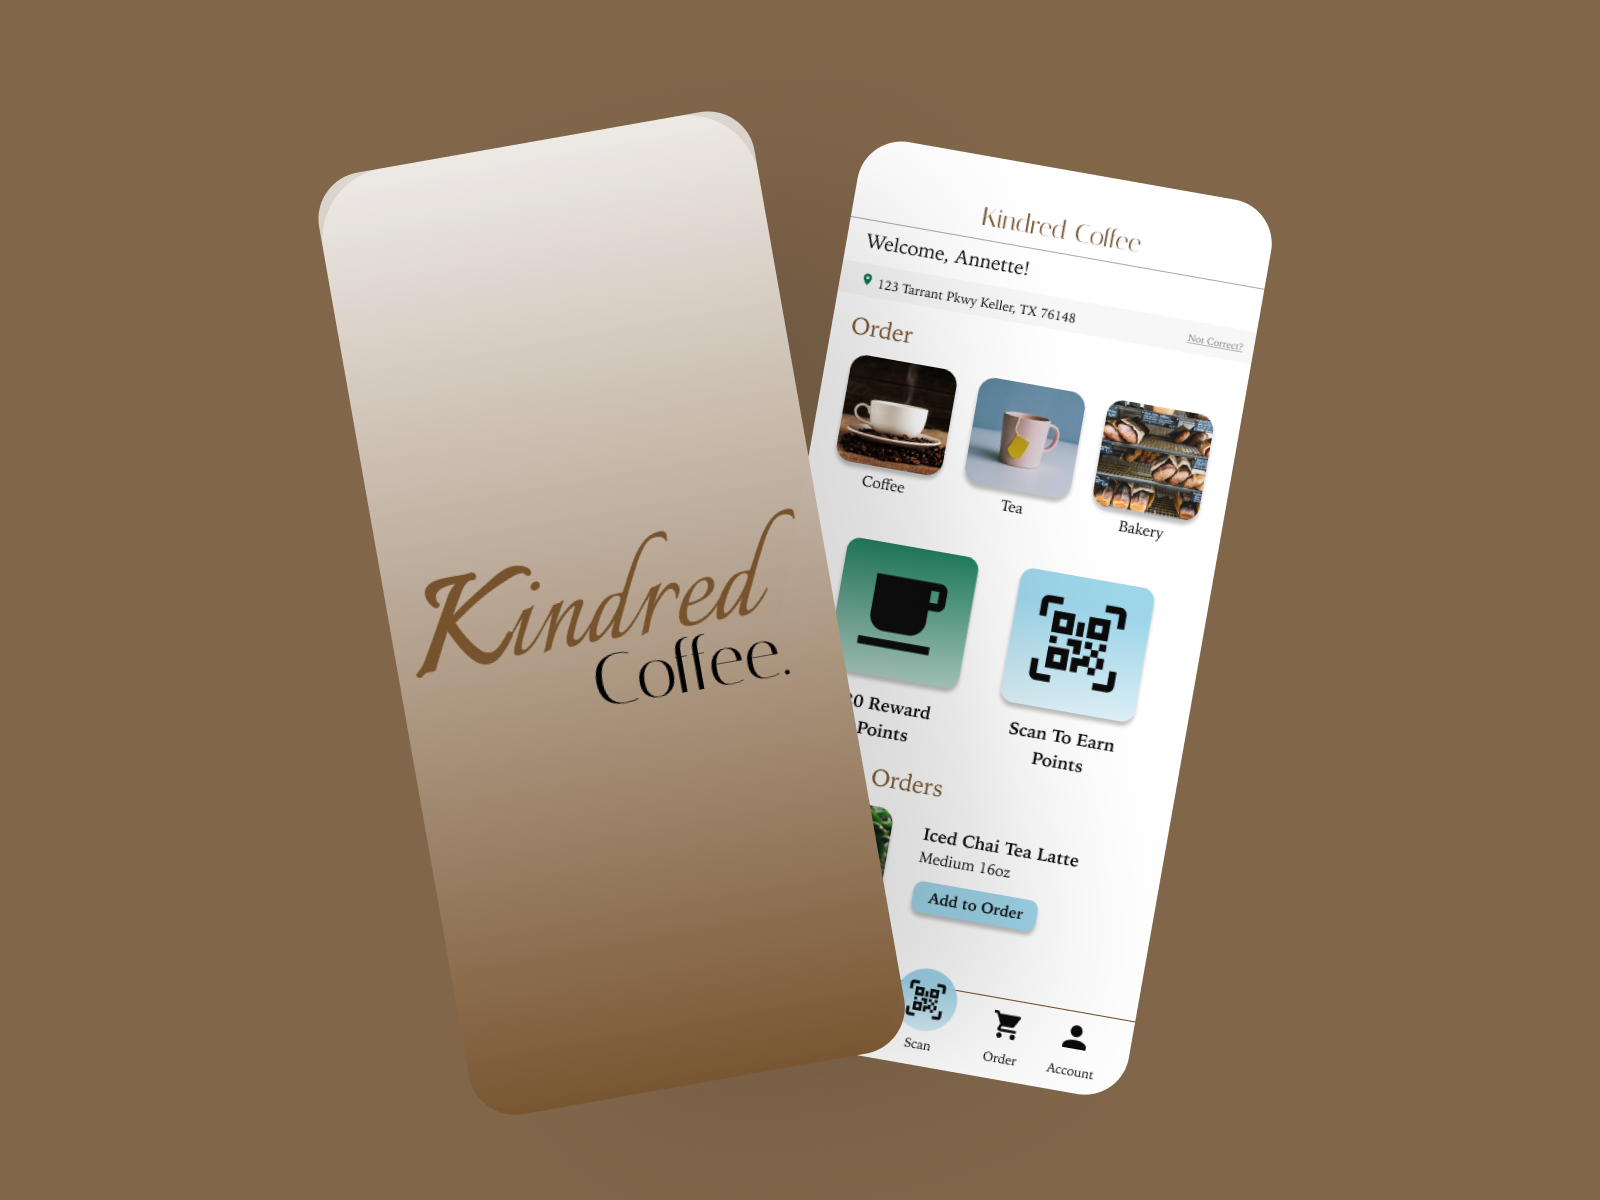 Kindred
Coffee.
Kindred Coffee
Welcome, Annette!
123 Tarrant Pkwy Keller, TX 76148
Not Correct?
Order
Coffee
Tea
Bakery
0 Reward
Points
Scan To Earn
Points
Orders
Iced Chai Tea Latte
Medium 16oz
Add to Order
Scan
Order
Account